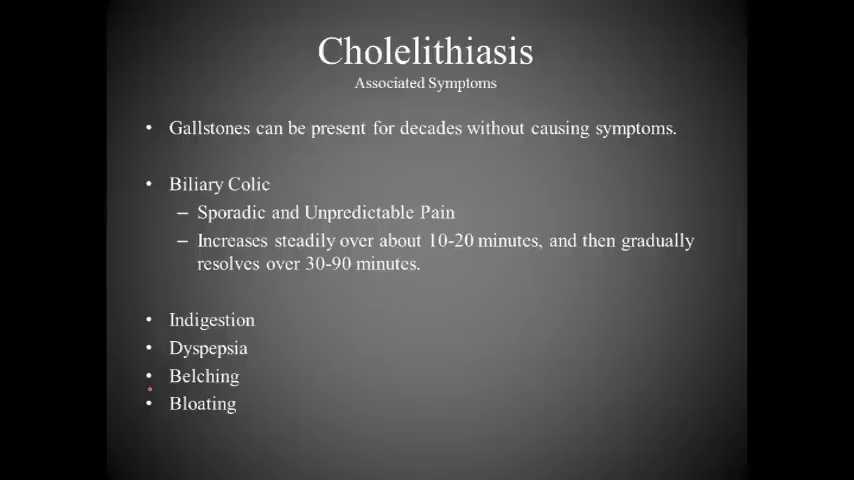 Cholelithiasis
Associated Symptoms
• Gallstones can be present for decades without causing symptoms.
• Biliary Colic
– Sporadic and Unpredictable Pain
– Increases steadily over about 10-20 minutes, and then gradually
resolves over 30-90 minutes.
• Indigestion
• Dyspepsia
• Belching
• Bloating